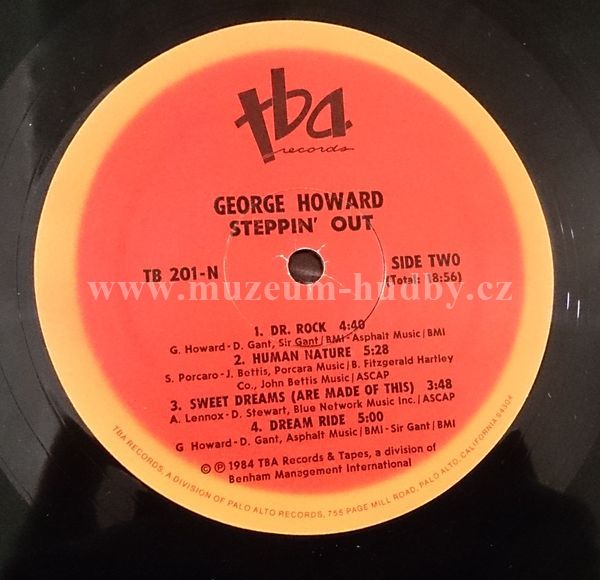 tba
records
GEORGE HOWARD
STEPPIN' OUT
TB 201-N
SIDE TWO
(Total: 18:56)
www.muzeum-hudby.cz
1. DR. ROCK 4:40
G. Howard-D. Gant, Sir Gant/BMI-Asphalt Music/BMI
2. HUMAN NATURE 5:28
S. Porcaro-J. Bettis, Porcara Music/B. Fitzgerald Hartley
Co., John Bettis Music/ASCAP
3. SWEET DREAMS (ARE MADE OF THIS) 3:48
A. Lennox-D. Stewart, Blue Network Music Inc./ASCAP
4. DREAM RIDE 5:00
G Howard-D. Gant, Asphalt Music/BMI-Sir Gant/BMI
© ℗ 1984 TBA Records & Tapes, a division of
Benham Management International
TBA RECORDS, A DIVISION OF PALO ALTO RECORDS, 755 PAGE MILL ROAD, PALO ALTO, CALIFORNIA 94304